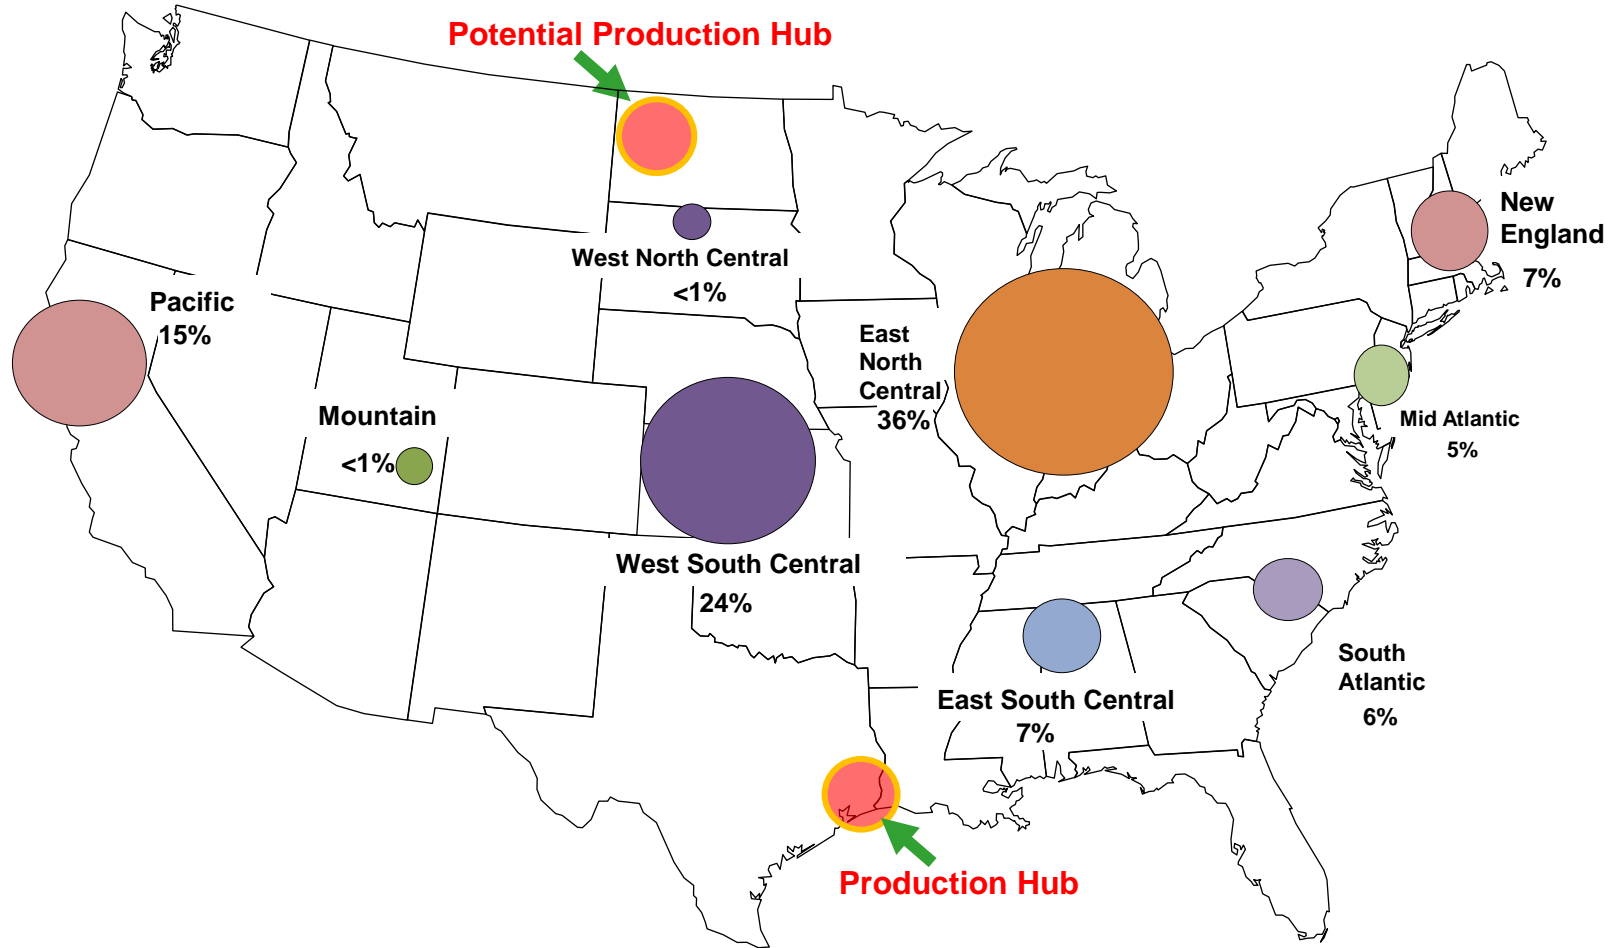 Potential Production Hub
New
England
7%
West North Central
<1%
Pacific
15%
East
North
Central
36%
Mountain
<1%
Mid Atlantic
5%
West South Central
24%
South
Atlantic
6%
East South Central
7%
Production Hub